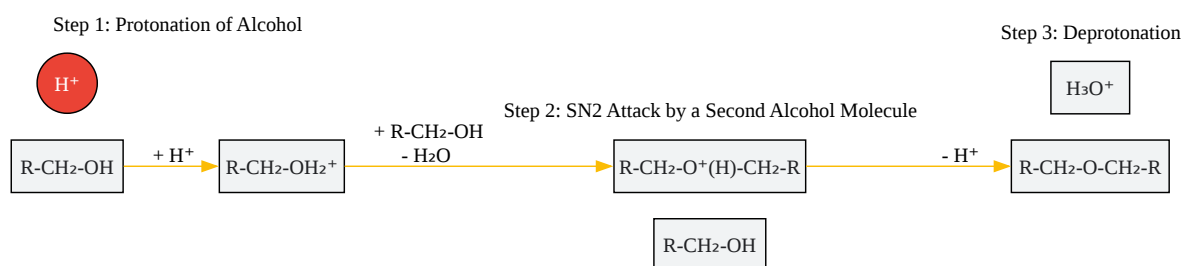 Step 1: Protonation of Alcohol
H⁺
R-CH₂-OH
+ H⁺
R-CH₂-OH2⁺
+ R-CH₂-OH
- H₂O
Step 2: SN2 Attack by a Second Alcohol Molecule
R-CH₂-O⁺(H)-CH₂-R
R-CH₂-OH
- H⁺
Step 3: Deprotonation
H₃O⁺
R-CH₂-O-CH₂-R